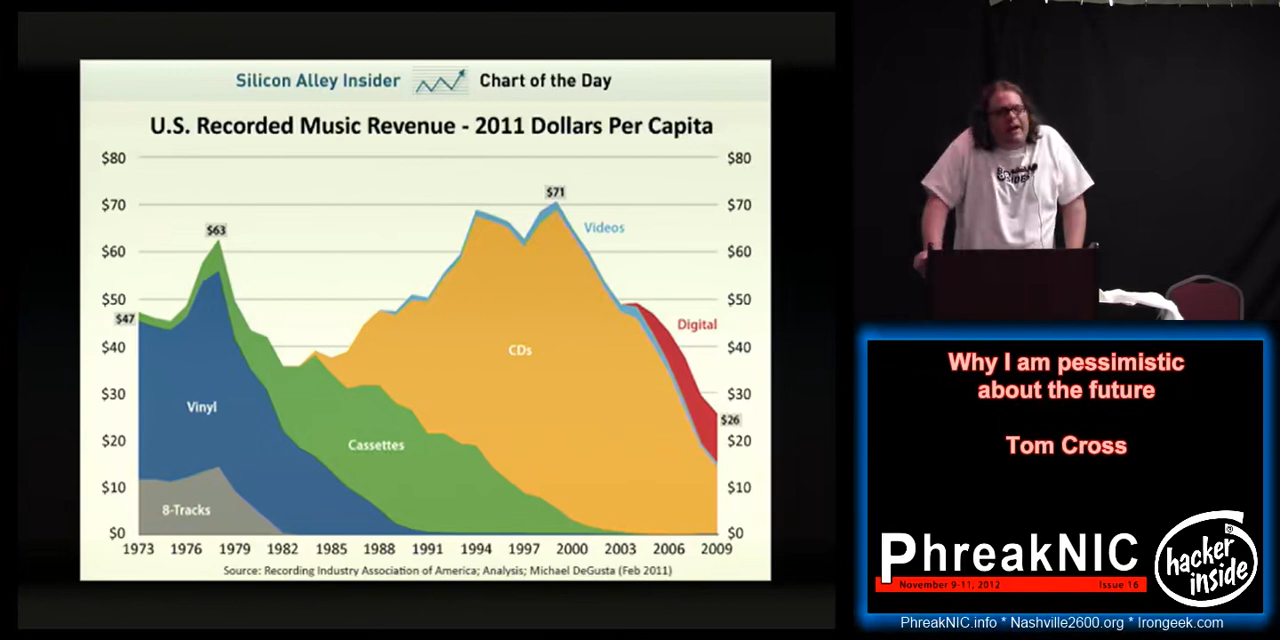 Silicon Alley Insider Chart of the Day
U.S. Recorded Music Revenue - 2011 Dollars Per Capita
$80 $80
$71
$70 $70
Videos
$63
$60 $60
$50 $50
$47
Digital
$40 $40
CDs
$30 $30
Vinyl
$26
$20 $20
Cassettes
$10 $10
8-Tracks
$0 $0
1973 1976 1979 1982 1985 1988 1991 1994 1997 2000 2003 2006 2009
Source: Recording Industry Association of America; Analysis; Michael DeGusta (Feb 2011)
Why I am pessimistic
about the future
Tom Cross
PhreakNIC
November 9-11, 2012 Issue 16
hacker
inside
PhreakNIC.info * Nashville2600.org * Irongeek.com